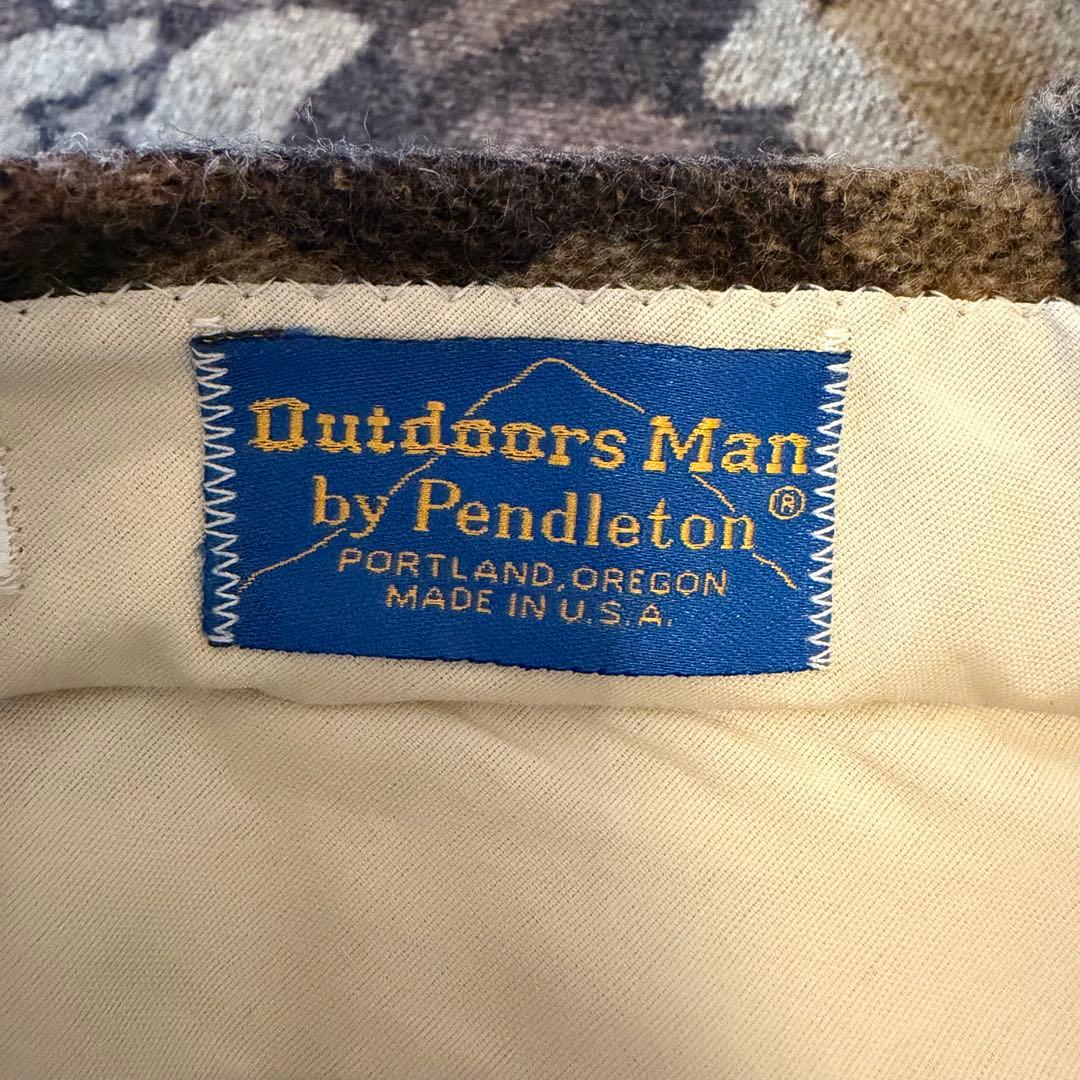 Outdoors Man
by Pendleton ®
PORTLAND, OREGON
MADE IN U.S.A.